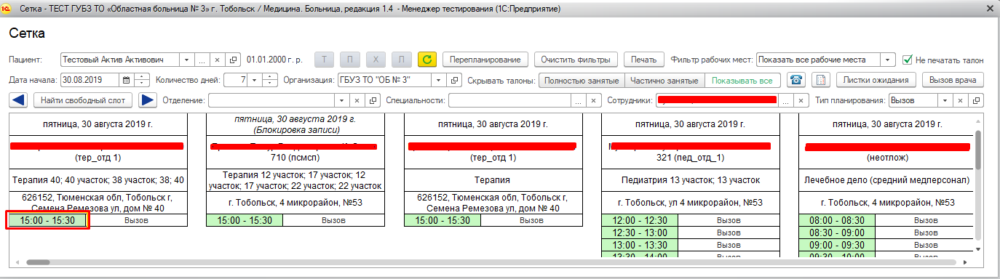 Сетка - ТЕСТ ГУБЗ ТО «Областная больница № 3» г. Тобольск / Медицина. Больница, редакция 1.4 - Менеджер тестирования (1С:Предприятие)
Сетка
Пациент: Тестовый Актив Активович 01.01.2000 г. р. Т П Х Л Перепланирование Очистить фильтры Печать Фильтр рабочих мест: Показать все рабочие места Не печатать талон
Дата начала: 30.08.2019 Количество дней: 7 Организация: ГБУЗ ТО "ОБ № 3" Скрывать талоны: Полностью занятые Частично занятые Показывать все Листки ожидания Вызов врача
Найти свободный слот Отделение: Специальности: Сотрудники: Тип планирования: Вызов
пятница, 30 августа 2019 г.
(тер_отд 1)
Терапия 40; 40 участок; 38 участок; 38; 40
626152, Тюменская обл, Тобольск г,
Семена Ремезова ул, дом № 40
15:00 - 15:30 Вызов
пятница, 30 августа 2019 г.
(Блокировка записи)
710 (псмсп)
Терапия 12 участок; 17 участок; 12
участок; 17 участок; 22 участок; 22 участок
г. Тобольск, 4 микрорайон, №53
15:00 - 15:30 Вызов
пятница, 30 августа 2019 г.
(тер_отд 1)
Терапия
626152, Тюменская обл, Тобольск г,
Семена Ремезова ул, дом № 40
15:00 - 15:30 Вызов
пятница, 30 августа 2019 г.
321 (пед_отд_1)
Педиатрия 13 участок; 13 участок
г. Тобольск, ул 4 микрорайон, №53
12:00 - 12:30 Вызов
12:30 - 13:00 Вызов
13:00 - 13:30 Вызов
13:30 - 14:00 Вызов
пятница, 30 августа 2019 г.
(неотлож)
Лечебное дело (средний медперсонал)
г. Тобольск, 4 микрорайон, №53
08:00 - 08:30 Вызов
08:30 - 09:00 Вызов
09:00 - 09:30 Вызов
09:30 - 10:00 Вызов